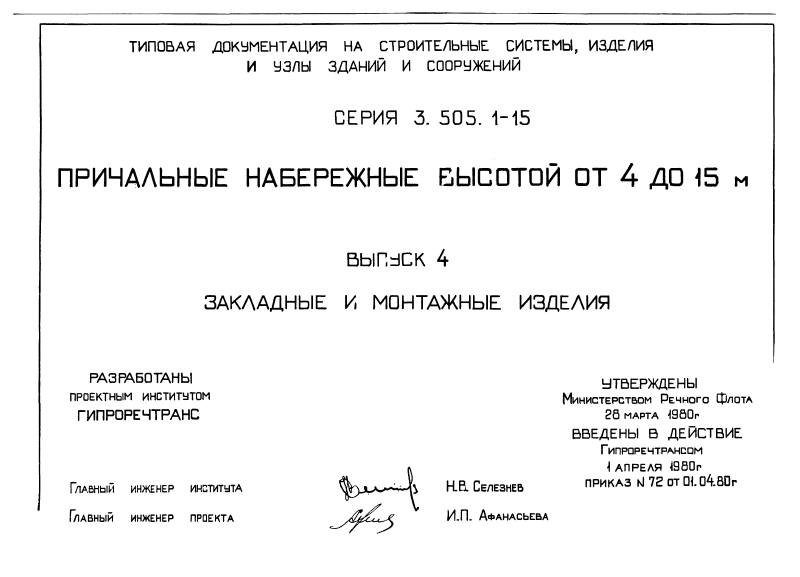 ТИПОВАЯ ДОКУМЕНТАЦИЯ НА СТРОИТЕЛЬНЫЕ СИСТЕМЫ, ИЗДЕЛИЯ
И УЗЛЫ ЗДАНИЙ И СООРУЖЕНИЙ
СЕРИЯ 3.505.1-15
ПРИЧАЛЬНЫЕ НАБЕРЕЖНЫЕ ВЫСОТОЙ ОТ 4 ДО 15 м
ВЫПУСК 4
ЗАКЛАДНЫЕ И МОНТАЖНЫЕ ИЗДЕЛИЯ
РАЗРАБОТАНЫ
ПРОЕКТНЫМ ИНСТИТУТОМ
ГИПРОРЕЧТРАНС
УТВЕРЖДЕНЫ
Министерством Речного Флота
28 марта 1980г
ВВЕДЕНЫ В ДЕЙСТВИЕ
Гипроречтрансом
1 апреля 1980г
приказ N 72 от 01.04.80г
Главный инженер института Н.В. Селезнев
Главный инженер проекта И.П. Афанасьева